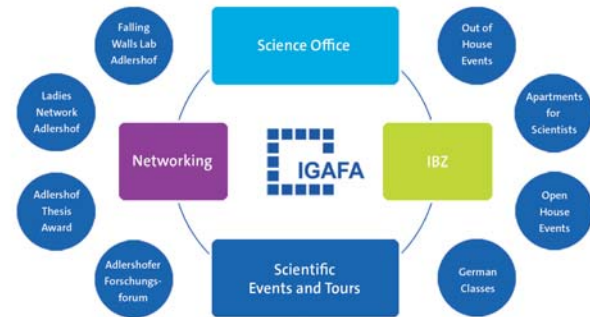 Falling
Walls Lab
Adlershof
Science Office
Out of
House
Events
Ladies
Network
Adlershof
Apartments
for
Scientists
Networking
IGAFA
IBZ
Adlershof
Thesis
Award
Open
House
Events
Adlershofer
Forschungs-
forum
Scientific
Events and Tours
German
Classes